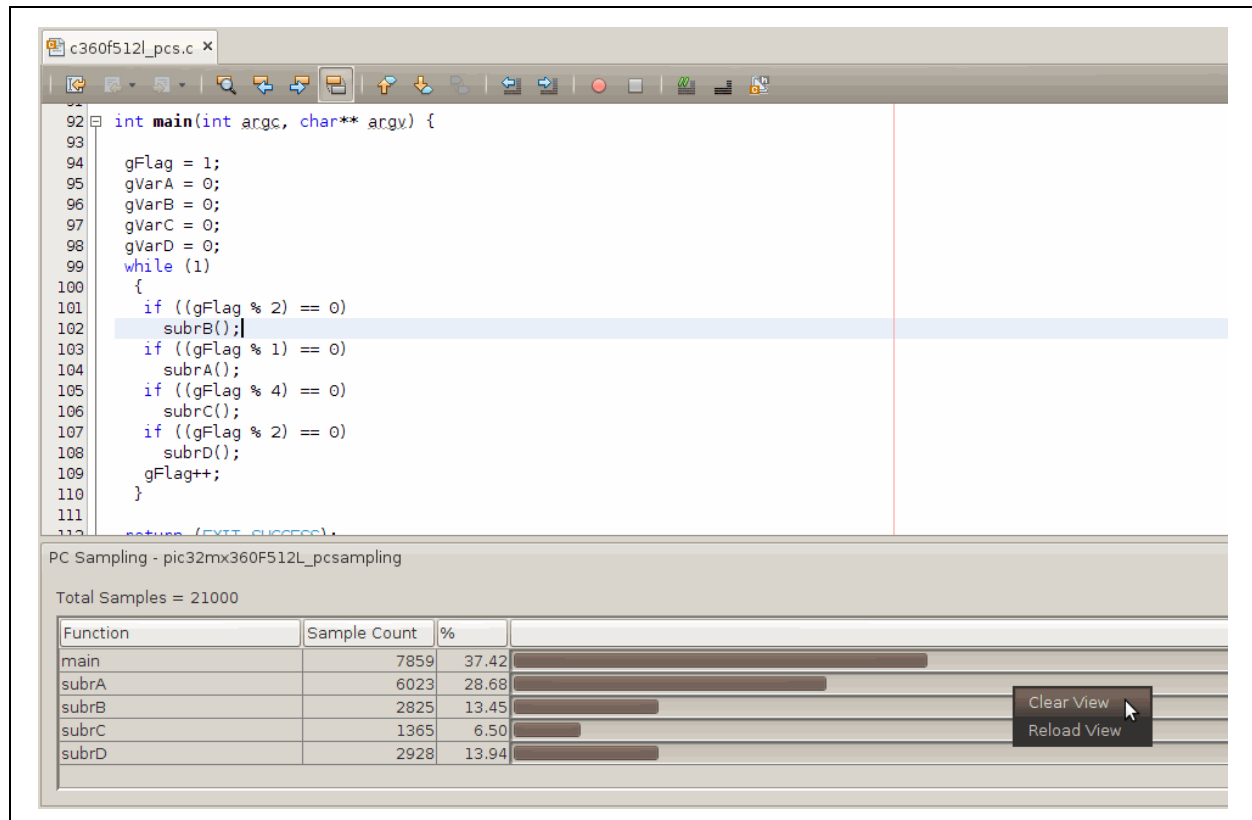 c360f512l_pcs.c ×
92 int main(int argc, char** argv) {
93
94 gFlag = 1;
95 gVarA = 0;
96 gVarB = 0;
97 gVarC = 0;
98 gVarD = 0;
99 while (1)
100 {
101 if ((gFlag % 2) == 0)
102 subrB();
103 if ((gFlag % 1) == 0)
104 subrA();
105 if ((gFlag % 4) == 0)
106 subrC();
107 if ((gFlag % 2) == 0)
108 subrD();
109 gFlag++;
110 }
111
112 return (EXIT_SUCCESS);
PC Sampling - pic32mx360F512L_pcsampling
Total Samples = 21000
Function Sample Count %
main 7859 37.42
subrA 6023 28.68
subrB 2825 13.45
subrC 1365 6.50
subrD 2928 13.94
Clear View
Reload View